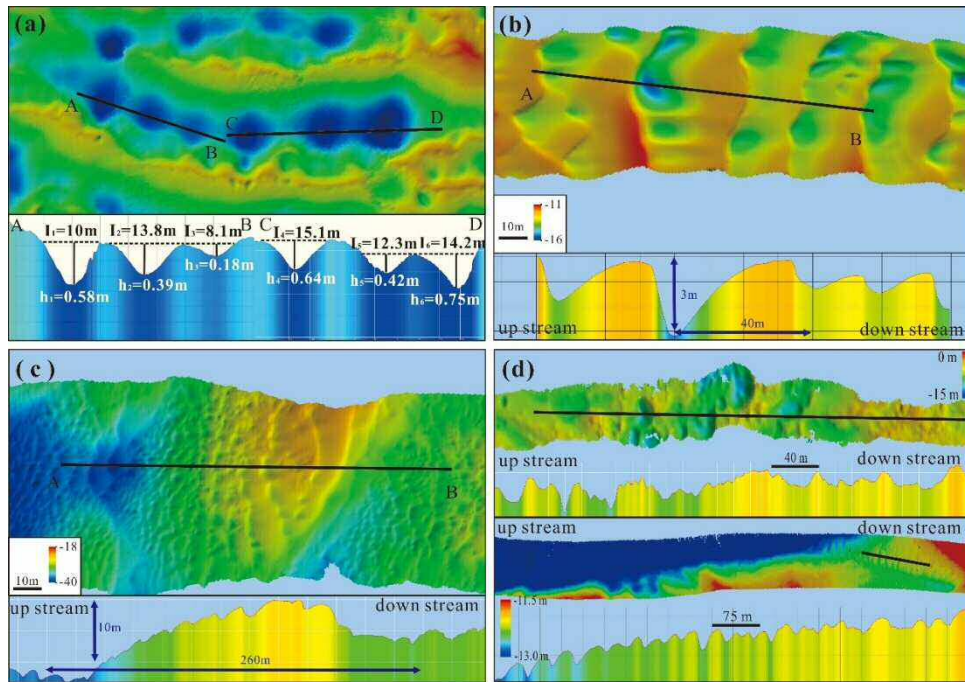 (a)
A
B
C
D
A
B
C
D
I₁=10m
I₂=13.8m
I₃=8.1m
I₄=15.1m
I₅=12.3m
I₆=14.2m
h₁=0.58m
h₂=0.39m
h₃=0.18m
h₄=0.64m
h₅=0.42m
h₆=0.75m
(b)
A
B
-11
-16
10m
3m
40m
up stream
down stream
(c)
A
B
-18
-40
10m
up stream
down stream
10m
260m
(d)
0 m
-15 m
up stream
down stream
40 m
up stream
down stream
-11.5m
-13.0m
75 m